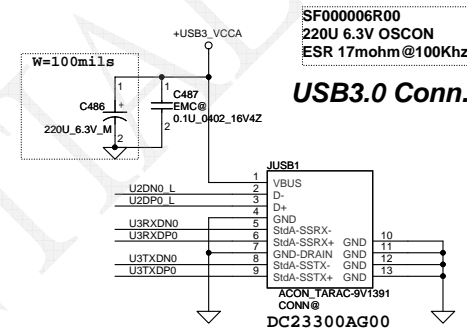 SF000006R00
220U 6.3V OSCON
ESR 17mohm@100Khz
+USB3_VCCA
W=100mils
USB3.0 Conn.
1
1
C487
EMC@
0.1U_0402_16V4Z
C486
+
220U_6.3V_M
2
2
JUSB1
1 VBUS
U2DN0_L 2 D-
U2DP0_L 3 D+
4 GND
U3RXDN0 5 StdA-SSRX-
U3RXDP0 6 StdA-SSRX+ GND 10
7 GND-DRAIN GND 11
U3TXDN0 8 StdA-SSTX- GND 12
U3TXDP0 9 StdA-SSTX+ GND 13
ACON_TARAC-9V1391
CONN@
DC23300AG00